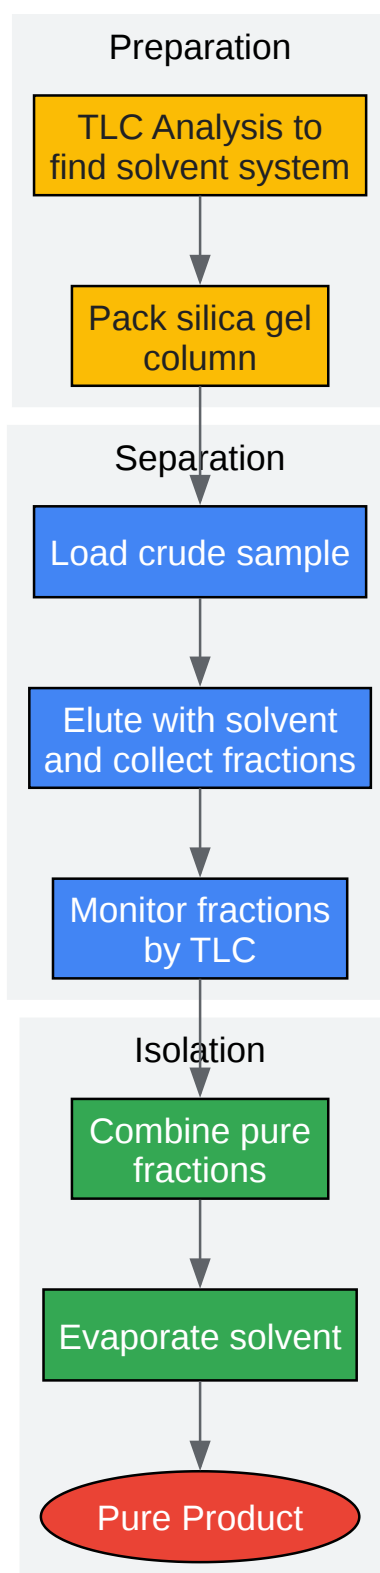 Preparation
TLC Analysis to
find solvent system
Pack silica gel
column
Separation
Load crude sample
Elute with solvent
and collect fractions
Monitor fractions
by TLC
Isolation
Combine pure
fractions
Evaporate solvent
Pure Product